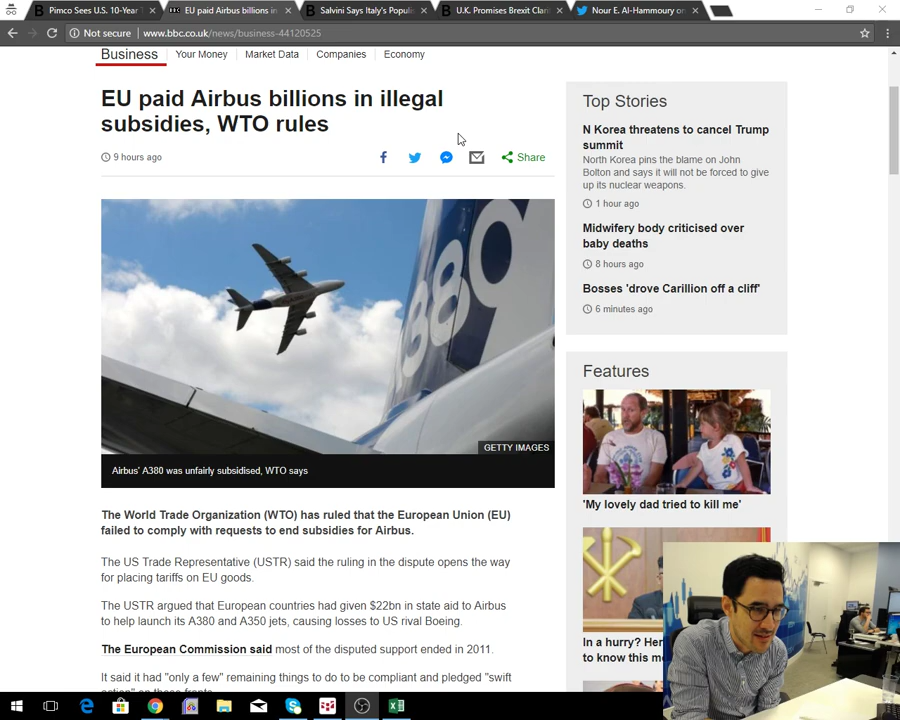 Pimco Sees U.S. 10-Year
EU paid Airbus billions in
Salvini Says Italy's Popul
U.K. Promises Brexit Clar
Nour E. Al-Hammoury on
Not secure www.bbc.co.uk/news/business-44120525
Business Your Money Market Data Companies Economy
EU paid Airbus billions in illegal
subsidies, WTO rules
9 hours ago
Share
380
GETTY IMAGES
Airbus' A380 was unfairly subsidised, WTO says
The World Trade Organization (WTO) has ruled that the European Union (EU)
failed to comply with requests to end subsidies for Airbus.
The US Trade Representative (USTR) said the ruling in the dispute opens the way
for placing tariffs on EU goods.
The USTR argued that European countries had given $22bn in state aid to Airbus
to help launch its A380 and A350 jets, causing losses to US rival Boeing.
The European Commission said most of the disputed support ended in 2011.
It said it had "only a few" remaining things to do to be compliant and pledged "swift
action" on these fronts.
Top Stories
N Korea threatens to cancel Trump
summit
North Korea pins the blame on John
Bolton and says it will not be forced to give
up its nuclear weapons.
1 hour ago
Midwifery body criticised over
baby deaths
8 hours ago
Bosses 'drove Carillion off a cliff'
6 minutes ago
Features
'My lovely dad tried to kill me'
In a hurry? Her
to know this m